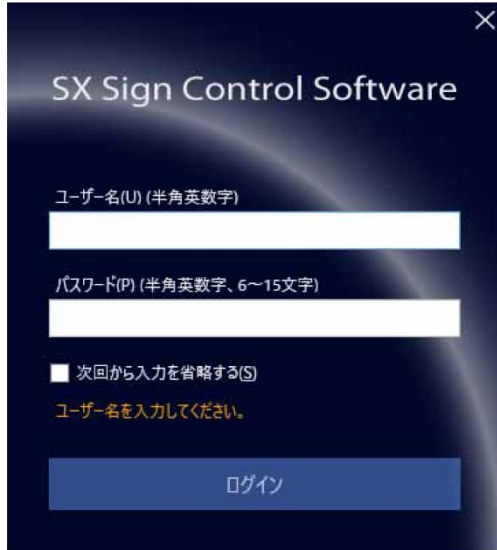 SX Sign Control Software
ユーザー名(U) (半角英数字)
パスワード(P) (半角英数字、6～15文字)
次回から入力を省略する(S)
ユーザー名を入力してください。
ログイン